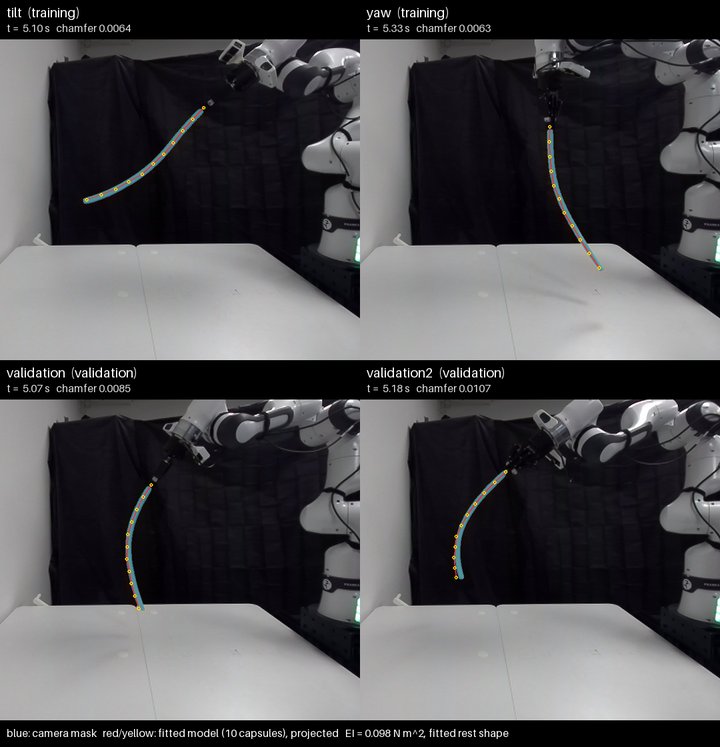 tilt (training)
t = 5.10 s chamfer 0.0064
yaw (training)
t = 5.33 s chamfer 0.0063
validation (validation)
t = 5.07 s chamfer 0.0085
validation2 (validation)
t = 5.18 s chamfer 0.0107
blue: camera mask red/yellow: fitted model (10 capsules), projected EI = 0.098 N m^2, fitted rest shape